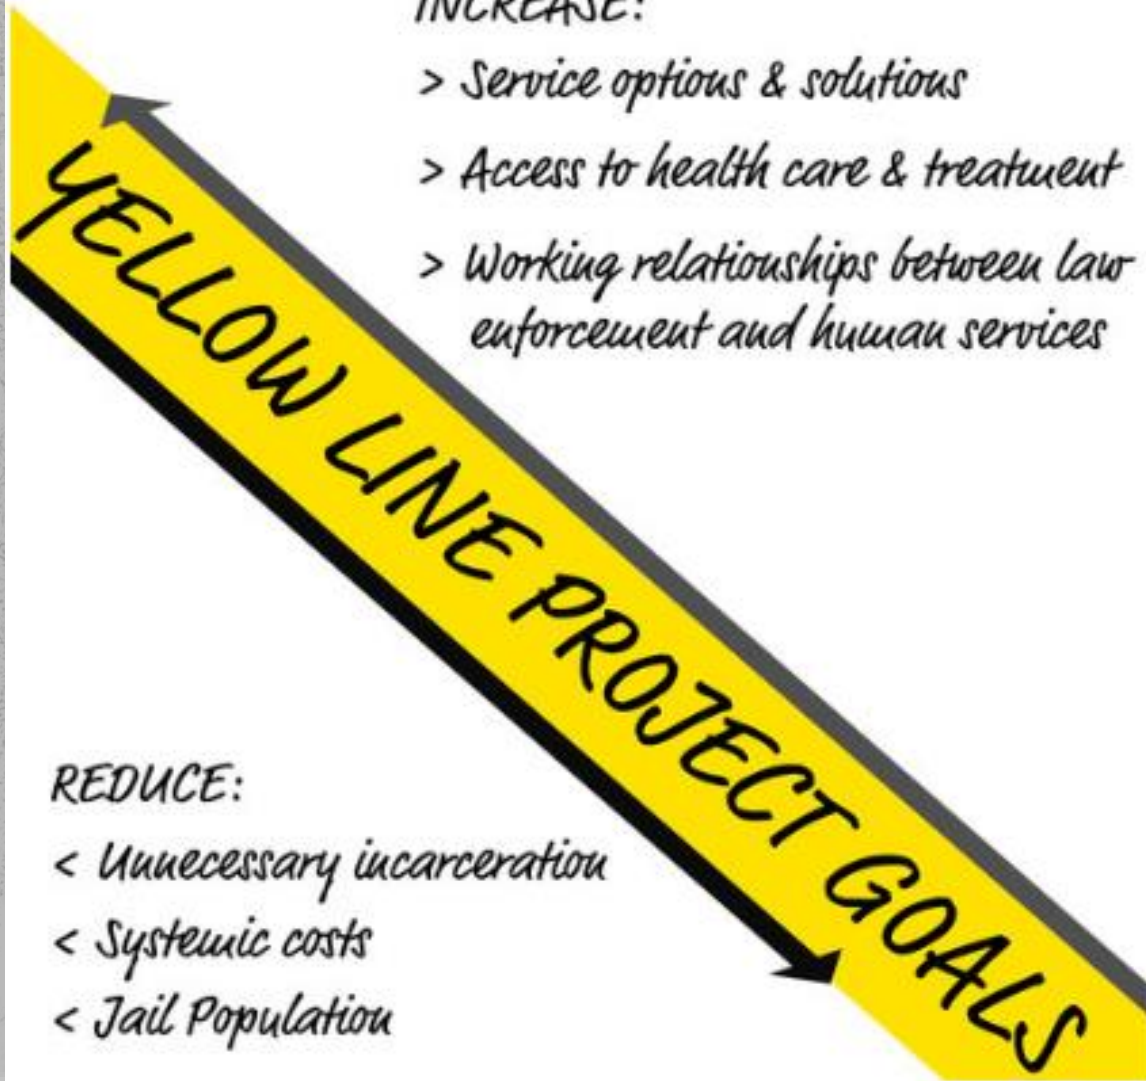 INCREASE:
> Service options & solutions
> Access to health care & treatment
> Working relationships between law
enforcement and human services
YELLOW LINE PROJECT GOALS
REDUCE:
< Unnecessary incarceration
< Systemic costs
< Jail Population